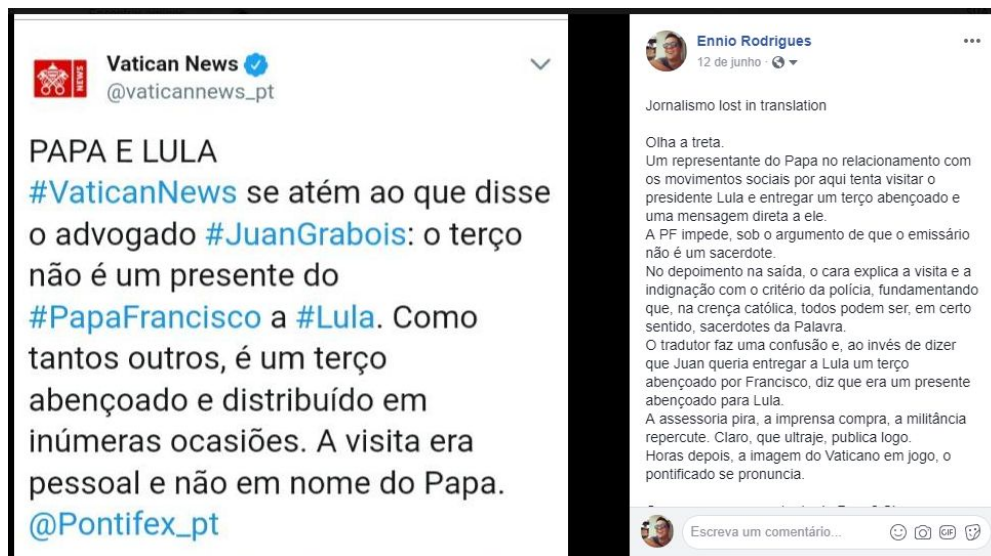 Vatican News
@vaticannews_pt
NEWS
PAPA E LULA
#VaticanNews se atém ao que disse
o advogado #JuanGrabois: o terço
não é um presente do
#PapaFrancisco a #Lula. Como
tantos outros, é um terço
abençoado e distribuído em
inúmeras ocasiões. A visita era
pessoal e não em nome do Papa.
@Pontifex_pt
Ennio Rodrigues
12 de junho
Jornalismo lost in translation
Olha a treta.
Um representante do Papa no relacionamento com
os movimentos sociais por aqui tenta visitar o
presidente Lula e entregar um terço abençoado e
uma mensagem direta a ele.
A PF impede, sob o argumento de que o emissário
não é um sacerdote.
No depoimento na saída, o cara explica a visita e a
indignação com o critério da polícia, fundamentando
que, na crença católica, todos podem ser, em certo
sentido, sacerdotes da Palavra.
O tradutor faz uma confusão e, ao invés de dizer
que Juan queria entregar a Lula um terço
abençoado por Francisco, diz que era um presente
abençoado para Lula.
A assessoria pira, a imprensa compra, a militância
repercute. Claro, que ultraje, publica logo.
Horas depois, a imagem do Vaticano em jogo, o
pontificado se pronuncia.
Escreva um comentário...
GIF